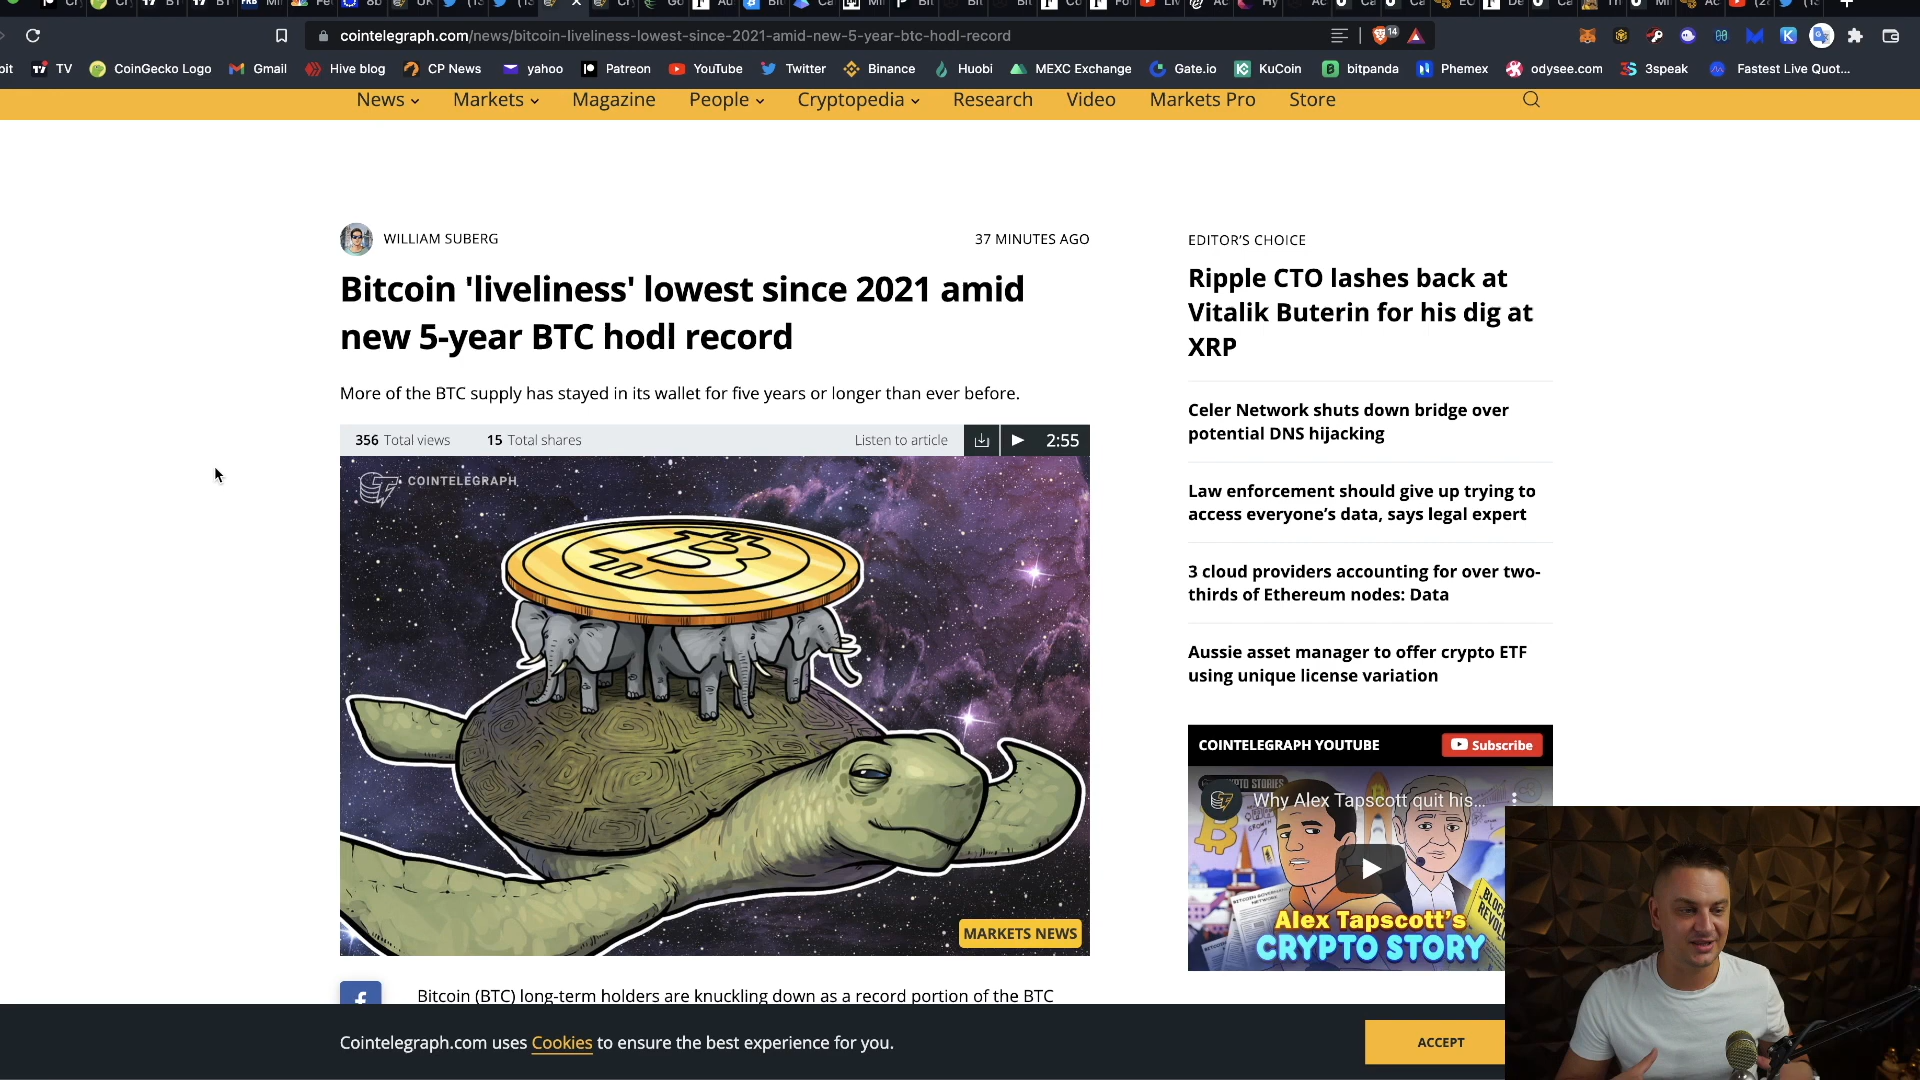 cointelegraph.com/news/bitcoin-liveliness-lowest-since-2021-amid-new-5-year-btc-hodl-record
14
TV CoinGecko Logo Gmail Hive blog CP News yahoo Patreon YouTube Twitter Binance Huobi MEXC Exchange Gate.io KuCoin bitpanda Phemex odysee.com 3speak Fastest Live Quot...
News Markets Magazine People Cryptopedia Research Video Markets Pro Store
WILLIAM SUBERG
37 MINUTES AGO
Bitcoin 'liveliness' lowest since 2021 amid
new 5-year BTC hodl record
More of the BTC supply has stayed in its wallet for five years or longer than ever before.
356 Total views 15 Total shares Listen to article 2:55
COINTELEGRAPH
MARKETS NEWS
Bitcoin (BTC) long-term holders are knuckling down as a record portion of the BTC
EDITOR'S CHOICE
Ripple CTO lashes back at
Vitalik Buterin for his dig at
XRP
Celer Network shuts down bridge over
potential DNS hijacking
Law enforcement should give up trying to
access everyone's data, says legal expert
3 cloud providers accounting for over two-
thirds of Ethereum nodes: Data
Aussie asset manager to offer crypto ETF
using unique license variation
COINTELEGRAPH YOUTUBE
Subscribe
Why Alex Tapscott quit his...
Alex Tapscott's
CRYPTO STORY
Cointelegraph.com uses Cookies to ensure the best experience for you.
ACCEPT